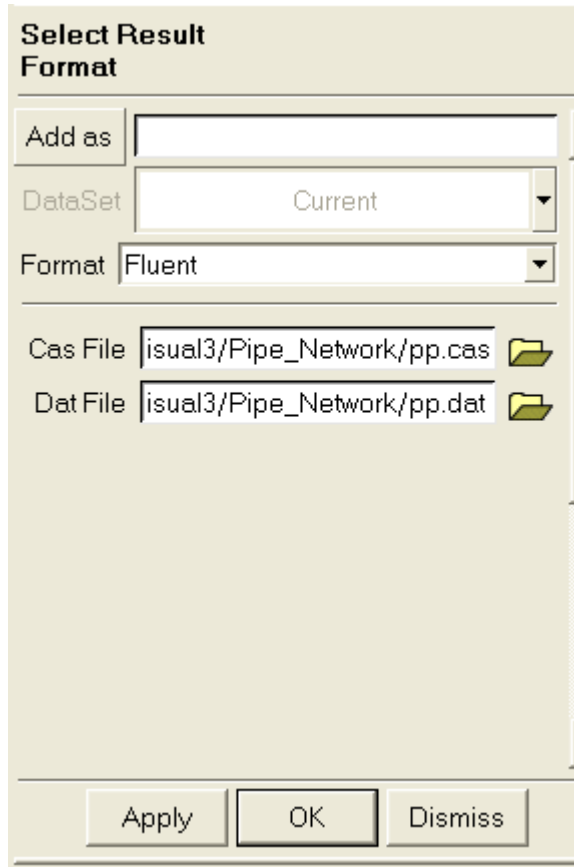 Select Result
Format
Add as
DataSet Current
Format Fluent
Cas File isual3/Pipe_Network/pp.cas
Dat File isual3/Pipe_Network/pp.dat
Apply OK Dismiss